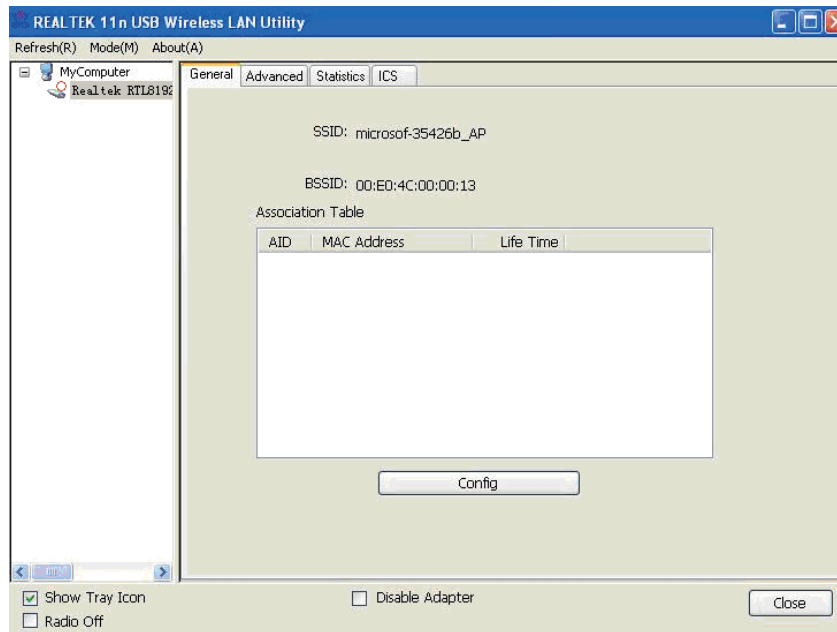 REALTEK 11n USB Wireless LAN Utility
Refresh(R) Mode(M) About(A)
MyComputer
Realtek RTL8192
General Advanced Statistics ICS
SSID: microsof-35426b_AP
BSSID: 00:E0:4C:00:00:13
Association Table
AID MAC Address Life Time
Config
Show Tray Icon
Disable Adapter
Close
Radio Off